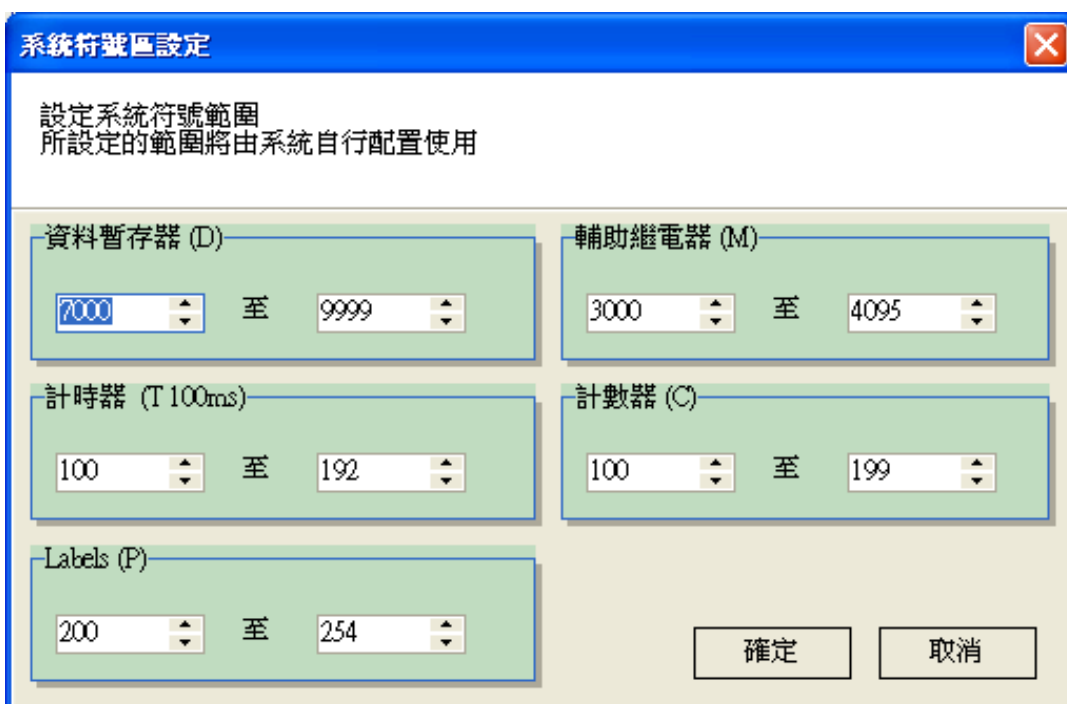 系統符號區設定
設定系統符號範圍
所設定的範圍將由系統自行配置使用
資料暫存器 (D)
7000 至 9999
輔助繼電器 (M)
3000 至 4095
計時器 (T 100ms)
100 至 192
計數器 (C)
100 至 199
Labels (P)
200 至 254
確定 取消